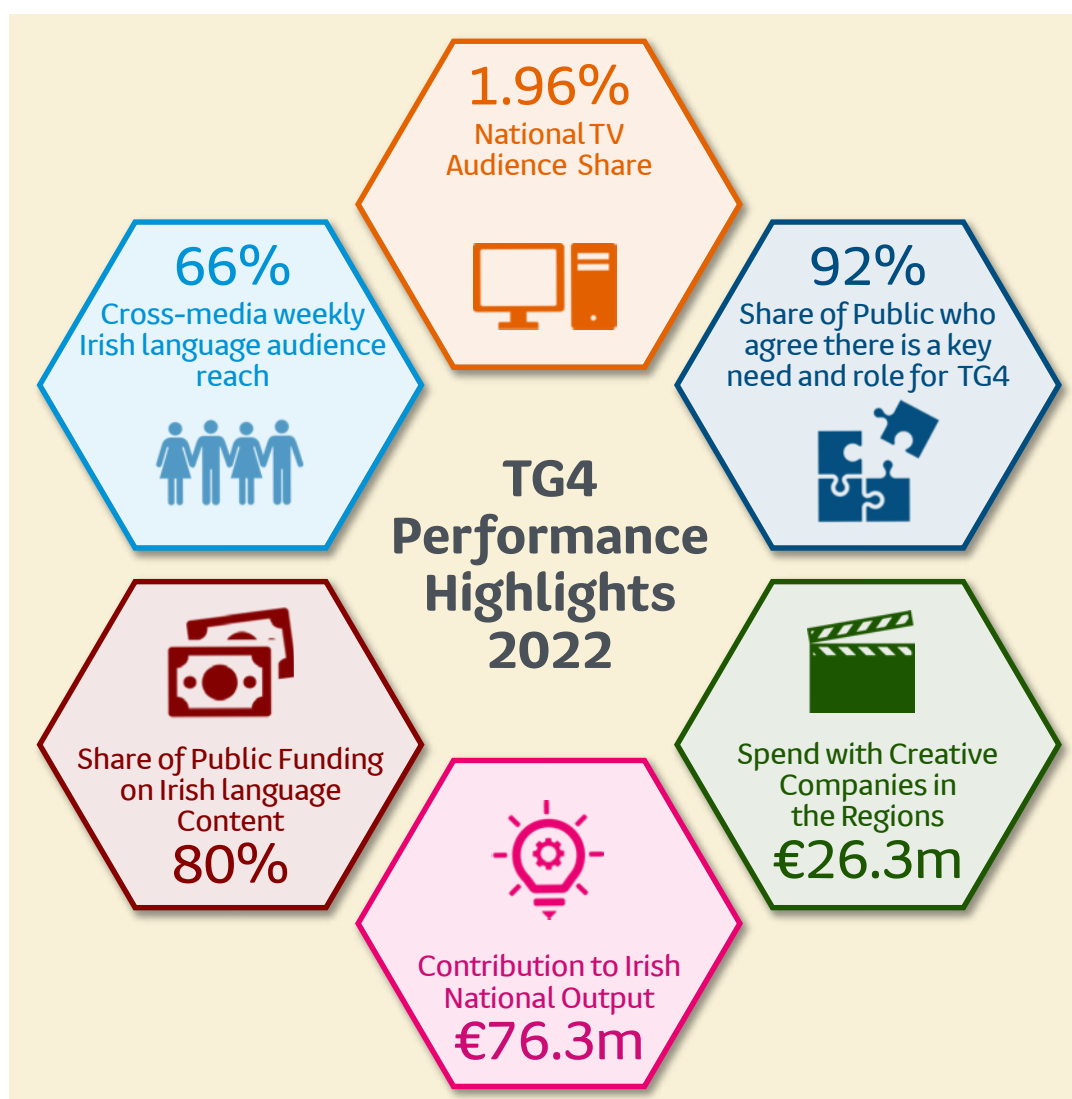 1.96%
National TV
Audience Share
66%
Cross-media weekly
Irish language audience
reach
92%
Share of Public who
agree there is a key
need and role for TG4
TG4
Performance
Highlights
2022
Share of Public Funding
on Irish language
Content
80%
Spend with Creative
Companies in
the Regions
€26.3m
Contribution to Irish
National Output
€76.3m